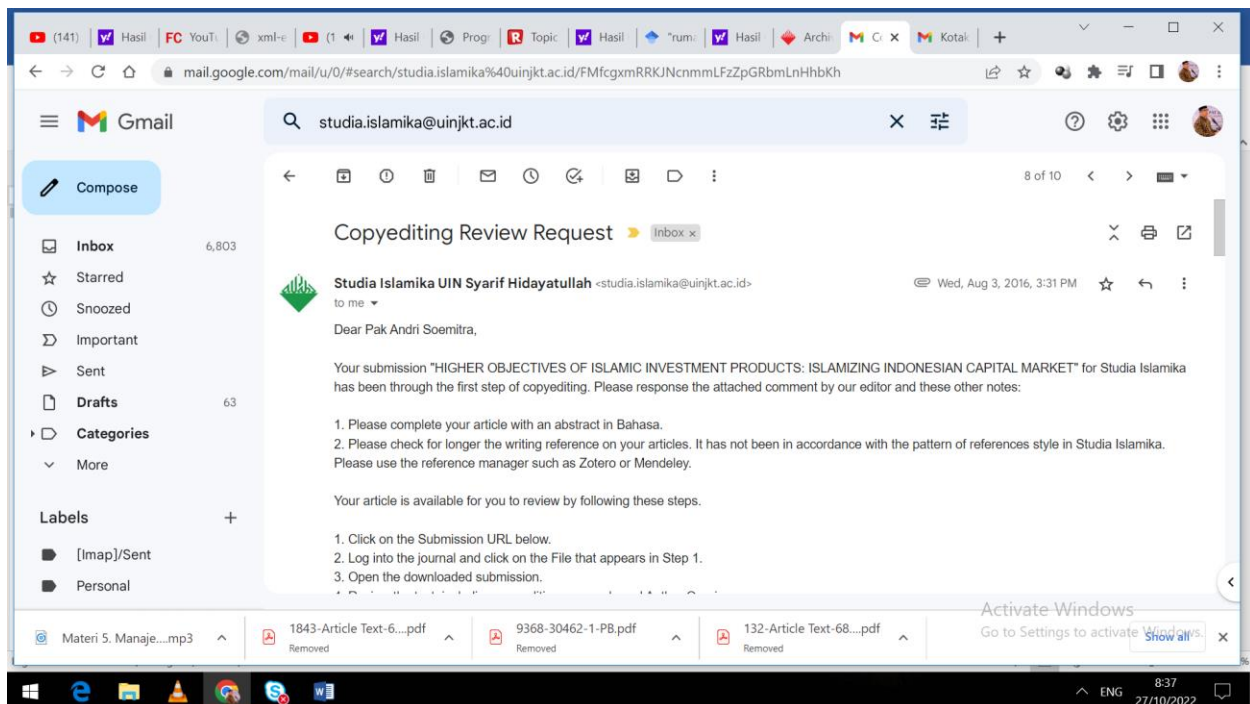 (141) Hasil FC YouT xml-e (1 Hasil Progr Topic Hasil "rum Hasil Archi C Kotak
mail.google.com/mail/u/0/#search/studia.islamika%40uinjkt.ac.id/FMfcgxmRRKJNcnmmLFzZpGRbmLnHhbKh
Gmail
studia.islamika@uinjkt.ac.id
Compose
8 of 10
Copyediting Review Request Inbox x
Inbox 6,803
Starred
Snoozed
Important
Sent
Drafts 63
Categories
More
Labels +
[Imap]/Sent
Personal
Studia Islamika UIN Syarif Hidayatullah <studia.islamika@uinjkt.ac.id> Wed, Aug 3, 2016, 3:31 PM
to me
Dear Pak Andri Soemitra,
Your submission "HIGHER OBJECTIVES OF ISLAMIC INVESTMENT PRODUCTS: ISLAMIZING INDONESIAN CAPITAL MARKET" for Studia Islamika
has been through the first step of copyediting. Please response the attached comment by our editor and these other notes:
1. Please complete your article with an abstract in Bahasa.
2. Please check for longer the writing reference on your articles. It has not been in accordance with the pattern of references style in Studia Islamika.
Please use the reference manager such as Zotero or Mendeley.
Your article is available for you to review by following these steps.
1. Click on the Submission URL below.
2. Log into the journal and click on the File that appears in Step 1.
3. Open the downloaded submission.
Activate Windows
Go to Settings to activate Windows.
Materi 5. Manaje....mp3
1843-Article Text-6....pdf
Removed
9368-30462-1-PB.pdf
Removed
132-Article Text-68....pdf
Removed
Show all
ENG
8:37
27/10/2022